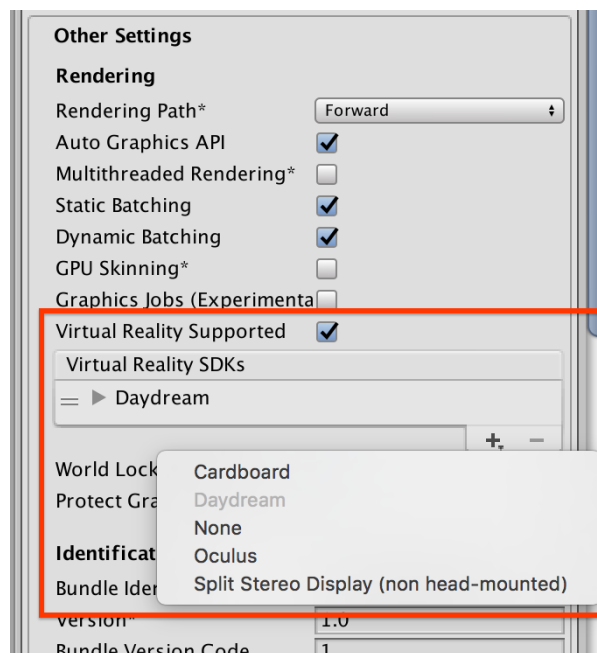 Other Settings
Rendering
Rendering Path* Forward
Auto Graphics API
Multithreaded Rendering*
Static Batching
Dynamic Batching
GPU Skinning*
Graphics Jobs (Experimenta
Virtual Reality Supported
Virtual Reality SDKs
Daydream
World Lock
Protect Gra
Cardboard
Daydream
None
Oculus
Split Stereo Display (non head-mounted)
Identificat
Bundle Ider
Version* 1.0
Bundle Version Code 1